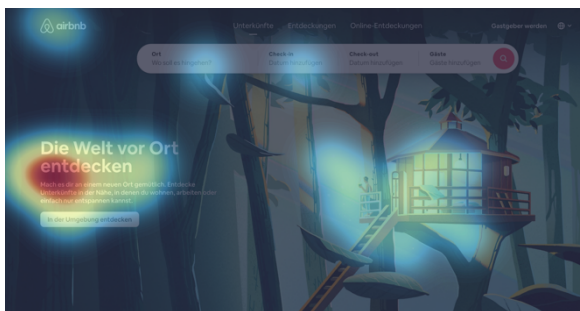 airbnb
Unterkünfte Entdeckungen Online-Entdeckungen
Gastgeber werden
Ort Check-in Check-out Gäste
Datum hinzufügen Datum hinzufügen Gäste hinzufügen
Die Welt vor Ort
entdecken
Mach es dir an einem neuen Ort gemütlich. Entdecke
Unterkünfte in der Nähe, in denen du wohnen, arbeiten oder
einfach nur entspannen kannst.
In der Umgebung entdecken